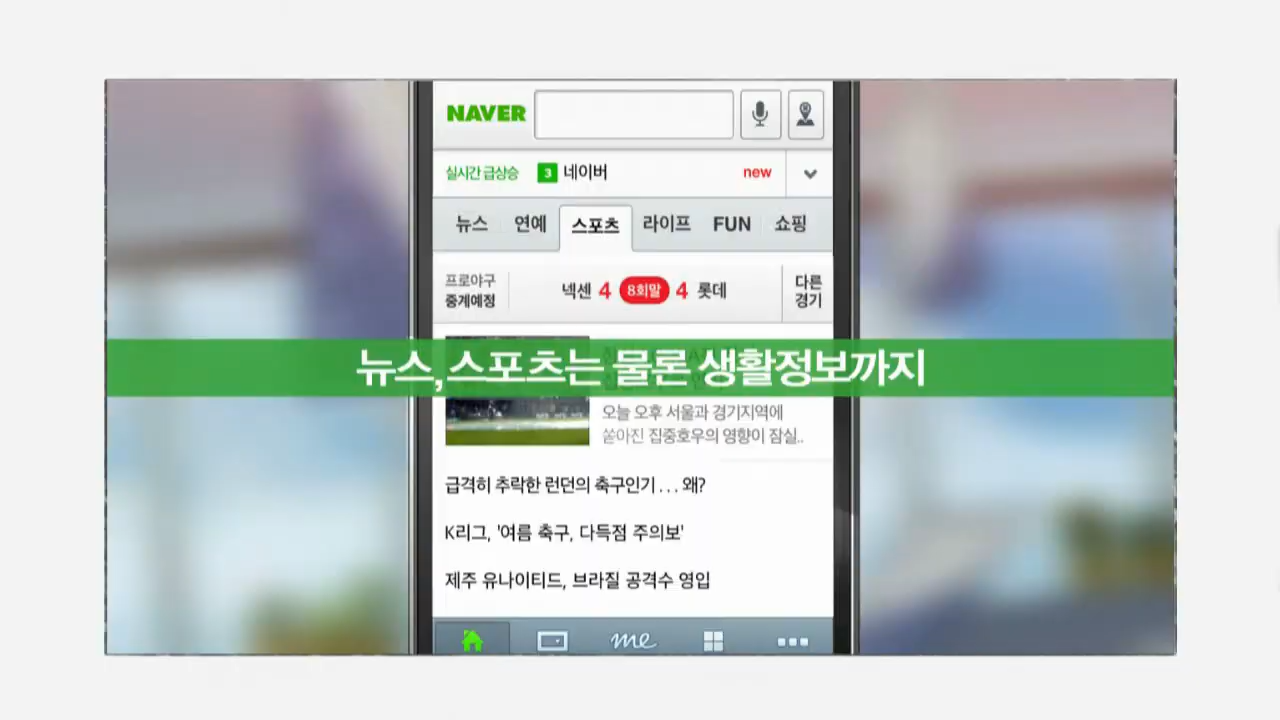 NAVER
실시간 급상승 3 네이버 new
뉴스 연예 스포츠 라이프 FUN 쇼핑
프로야구 중계예정
넥센 4 8회말 4 롯데
다른 경기
뉴스, 스포츠는 물론 생활정보까지
오늘 오후 서울과 경기지역에
쏟아진 집중호우의 영향이 잠실..
급격히 추락한 런던의 축구인기... 왜?
K리그, '여름 축구, 다득점 주의보'
제주 유나이티드, 브라질 공격수 영입
me